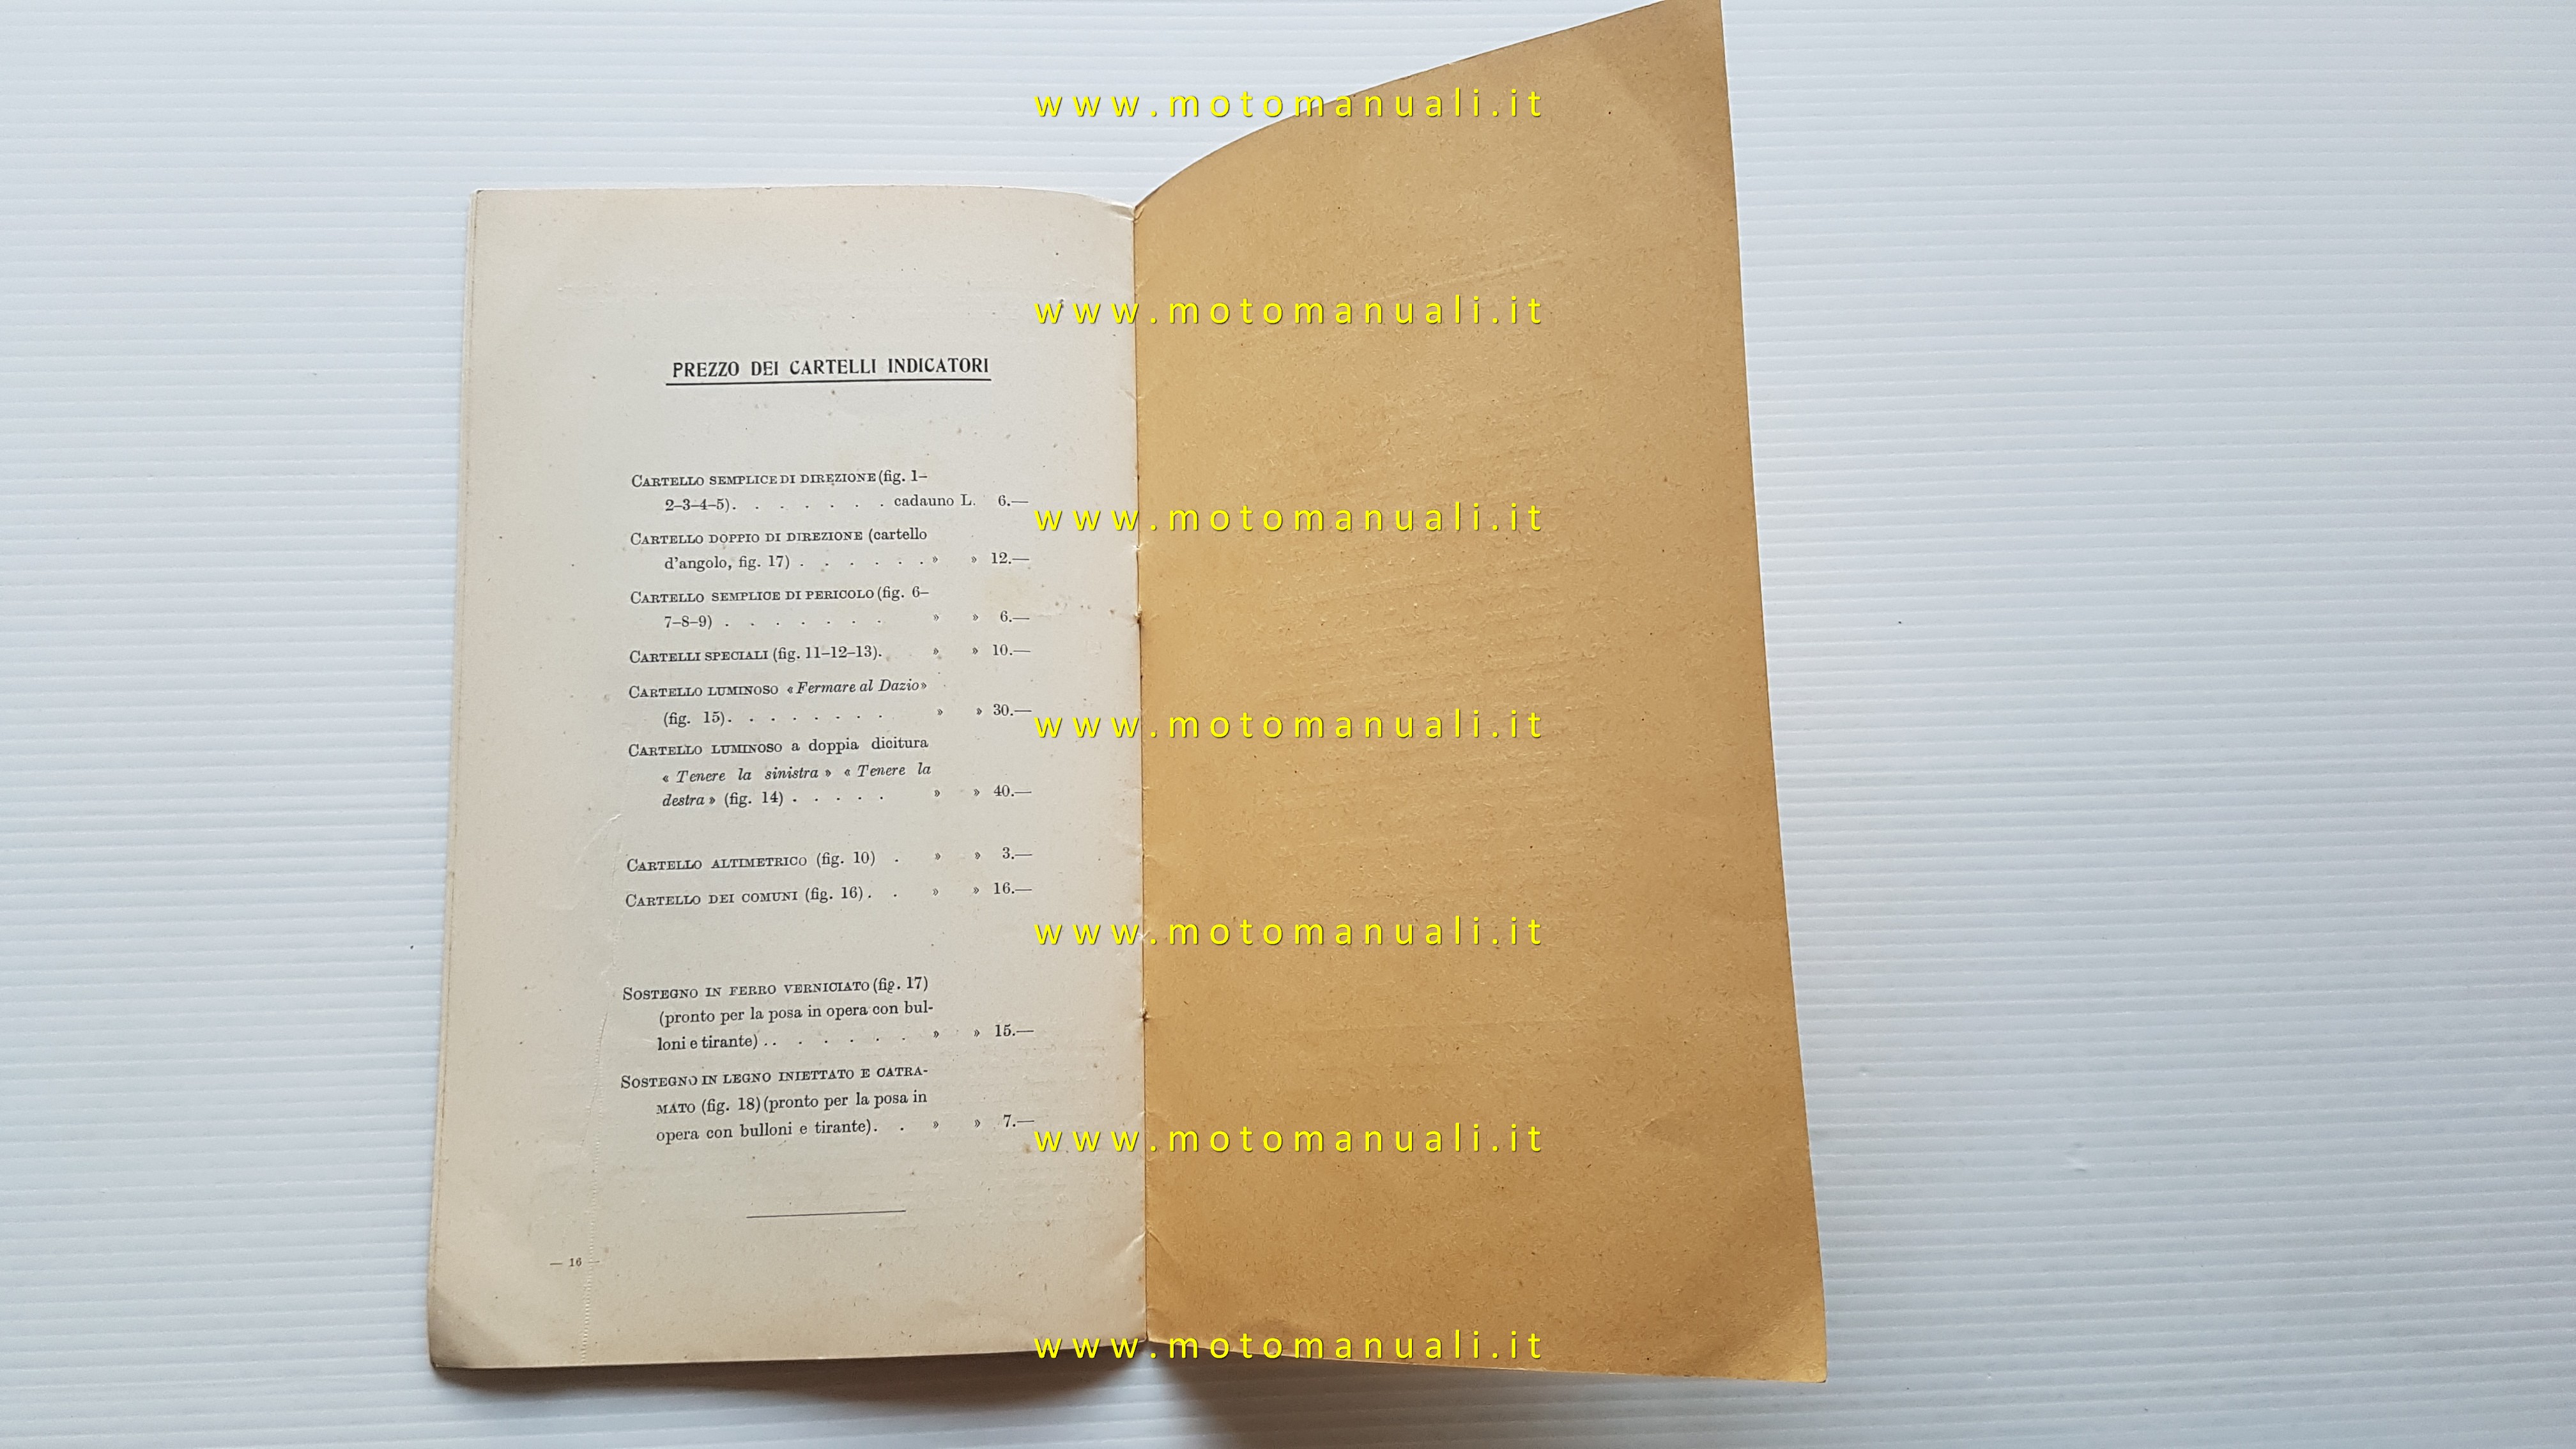 PREZZO DEI CARTELLI INDICATORI
CARTELLO SEMPLICE DI DIREZIONE (fig. 1–
2–3–4–5). . . . . . . cadauno L. 6.—
CARTELLO DOPPIO DI DIREZIONE (cartello
d'angolo, fig. 17) . . . . . . » » 12.—
CARTELLO SEMPLICE DI PERICOLO (fig. 6–
7–8–9) . . . . . . . » » 6.—
CARTELLI SPECIALI (fig. 11–12–13). » » 10.—
CARTELLO LUMINOSO «Fermare al Dazio»
(fig. 15). . . . . . . » » 30.—
CARTELLO LUMINOSO a doppia dicitura
« Tenere la sinistra » « Tenere la
destra » (fig. 14) . . . . . » » 40.—
CARTELLO ALTIMETRICO (fig. 10) . » » 3.—
CARTELLO DEI COMUNI (fig. 16) . . » » 16.—
SOSTEGNO IN FERRO VERNICIATO (fig. 17)
(pronto per la posa in opera con bul-
loni e tirante) . . . . . . . » » 15.—
SOSTEGNO IN LEGNO INIETTATO E CATRA-
MATO (fig. 18) (pronto per la posa in
opera con bulloni e tirante). . » » 7.—
— 16 —
www.motomanuali.it
www.motomanuali.it
www.motomanuali.it
www.motomanuali.it
www.motomanuali.it
www.motomanuali.it
www.motomanuali.it